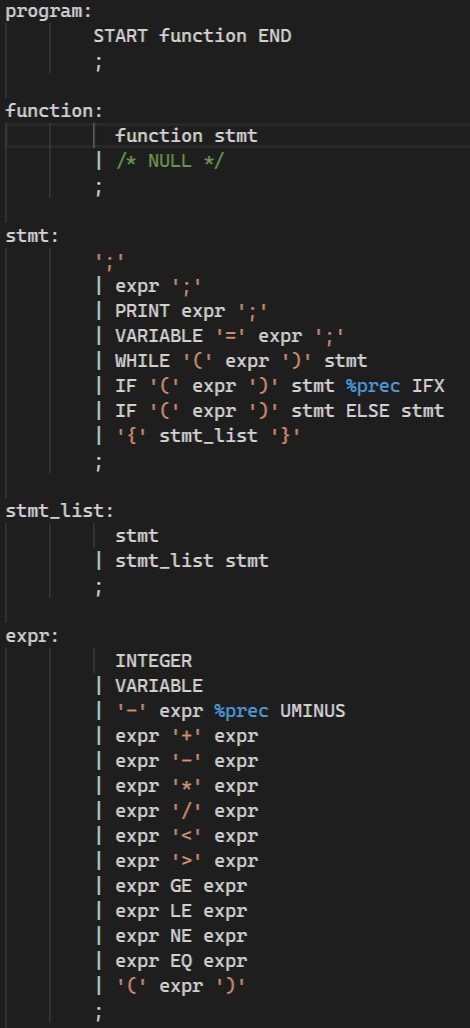 program:
START function END
;
function:
function stmt
| /* NULL */
;
stmt:
';'
| expr ';'
| PRINT expr ';'
| VARIABLE '=' expr ';'
| WHILE '(' expr ')' stmt
| IF '(' expr ')' stmt %prec IFX
| IF '(' expr ')' stmt ELSE stmt
| '{' stmt_list '}'
;
stmt_list:
stmt
| stmt_list stmt
;
expr:
INTEGER
| VARIABLE
| '-' expr %prec UMINUS
| expr '+' expr
| expr '-' expr
| expr '*' expr
| expr '/' expr
| expr '<' expr
| expr '>' expr
| expr GE expr
| expr LE expr
| expr NE expr
| expr EQ expr
| '(' expr ')'
;